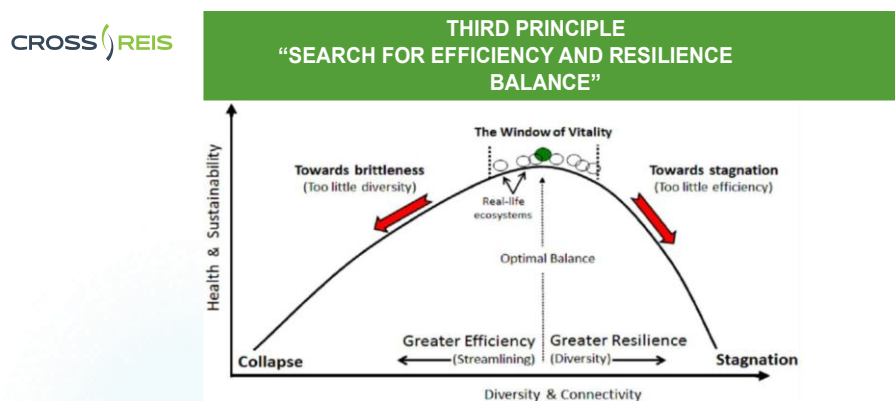 CROSS REIS
THIRD PRINCIPLE
“SEARCH FOR EFFICIENCY AND RESILIENCE
BALANCE”
The Window of Vitality
Towards brittleness
(Too little diversity)
Towards stagnation
(Too little efficiency)
Real-life
ecosystems
Optimal Balance
Health & Sustainability
Greater Efficiency
(Streamlining)
Greater Resilience
(Diversity)
Collapse
Stagnation
Diversity & Connectivity